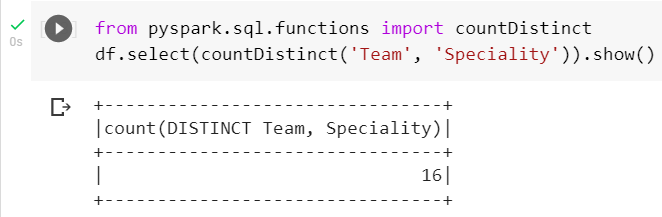 from pyspark.sql.functions import countDistinct
df.select(countDistinct('Team', 'Speciality')).show()
0s
+--------------------------------+
|count(DISTINCT Team, Speciality)|
+--------------------------------+
|                              16|
+--------------------------------+